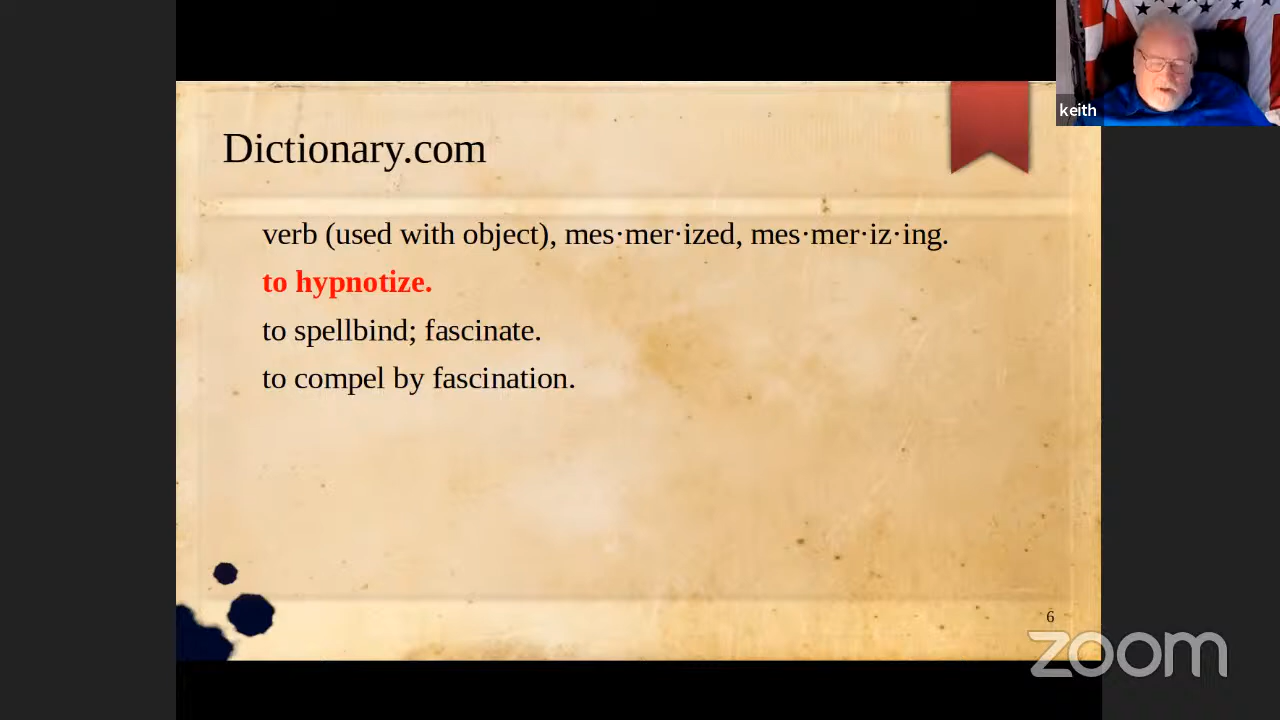 keith
Dictionary.com
verb (used with object), mes·mer·ized, mes·mer·iz·ing.
to hypnotize.
to spellbind; fascinate.
to compel by fascination.
6
zoom